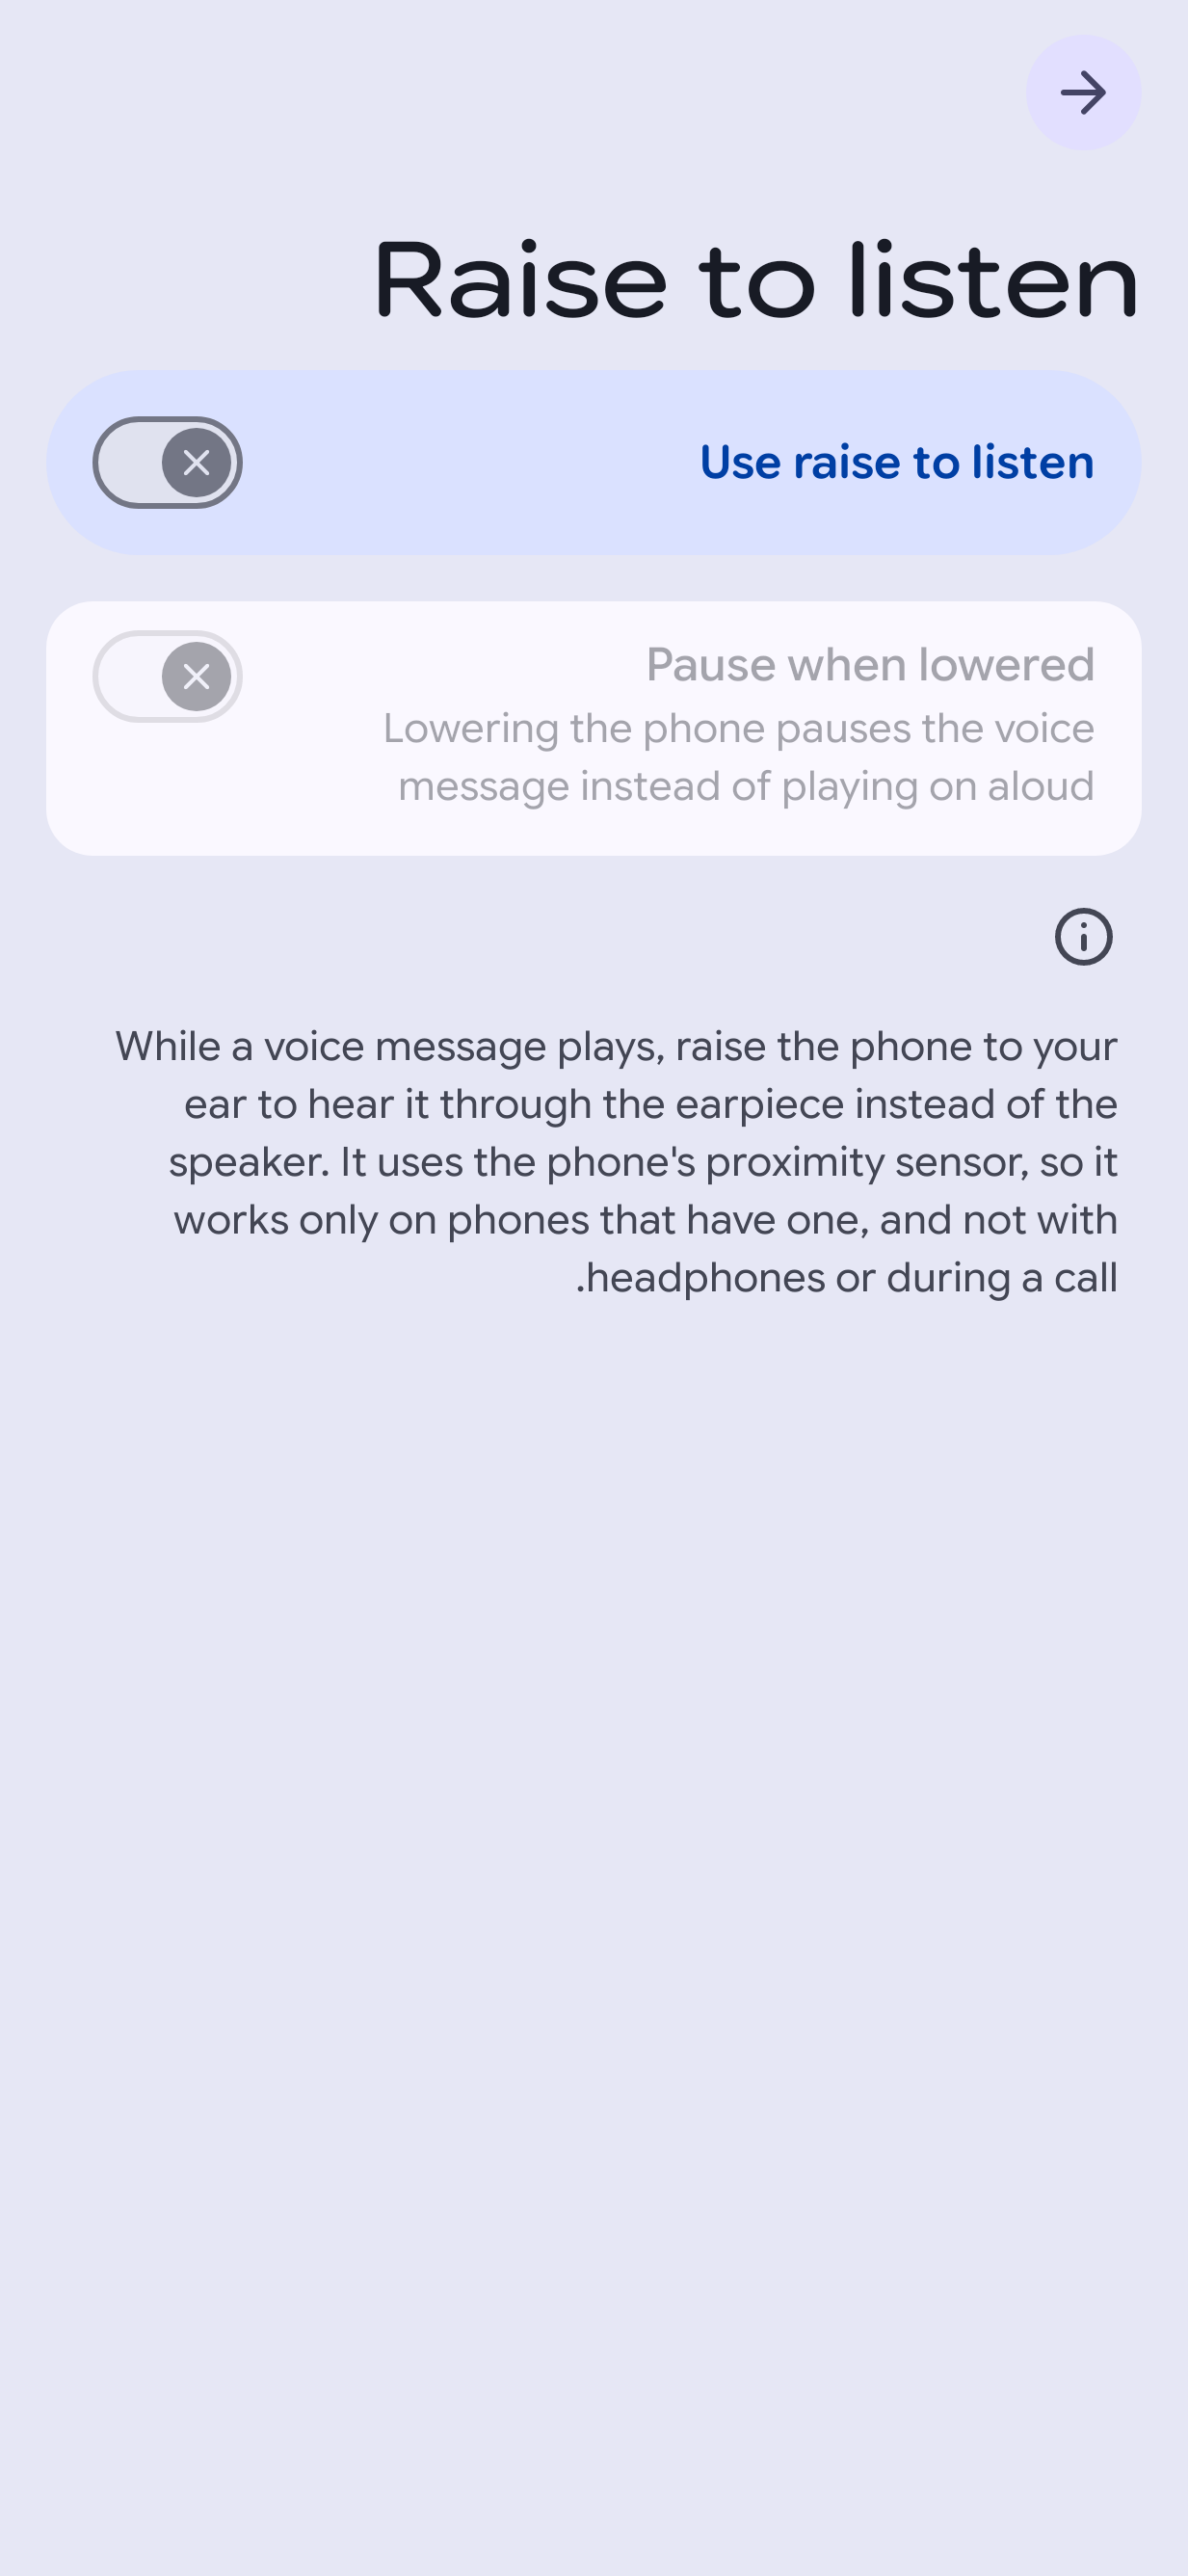 Raise to listen
Use raise to listen
Pause when lowered
Lowering the phone pauses the voice
message instead of playing on aloud
While a voice message plays, raise the phone to your
ear to hear it through the earpiece instead of the
speaker. It uses the phone's proximity sensor, so it
works only on phones that have one, and not with
.headphones or during a call